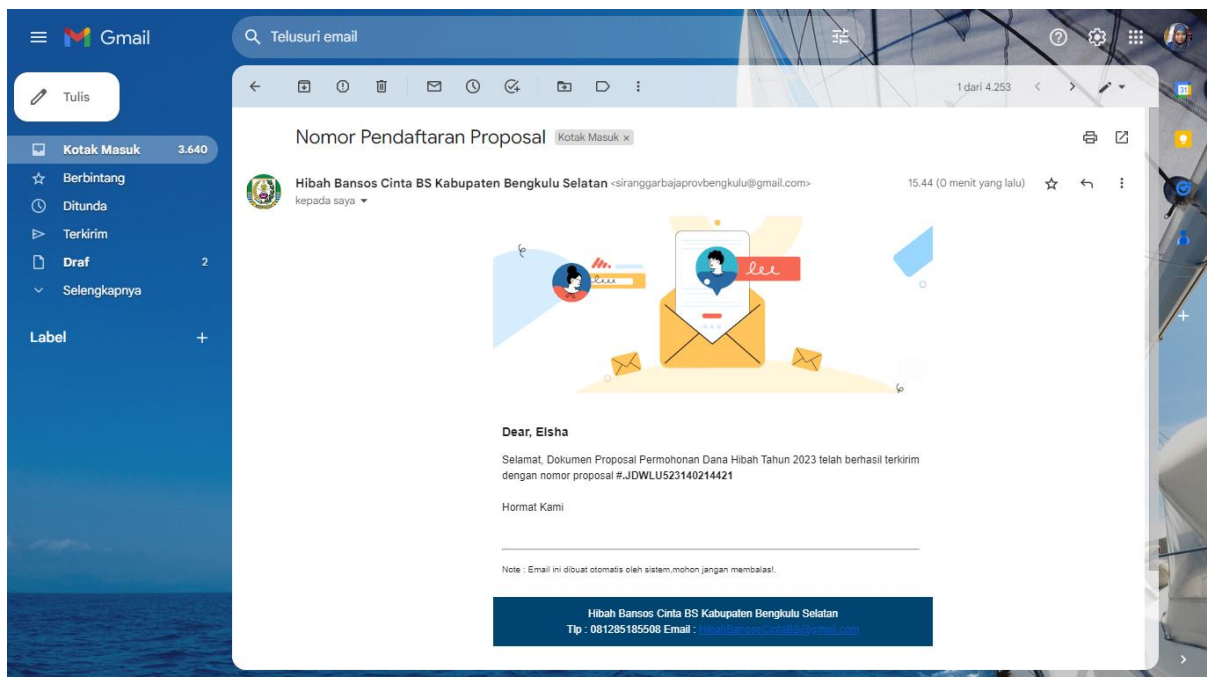 Gmail
Telusuri email
Tulis
1 dari 4.253
31
Nomor Pendaftaran Proposal Kotak Masuk ×
Kotak Masuk 3.640
Berbintang
Ditunda
Terkirim
Draf 2
Selengkapnya
Label +
Hibah Bansos Cinta BS Kabupaten Bengkulu Selatan <siranggarbajaprovbengkulu@gmail.com>
15.44 (0 menit yang lalu)
kepada saya
Dear, Elsha
Selamat, Dokumen Proposal Permohonan Dana Hibah Tahun 2023 telah berhasil terkirim
dengan nomor proposal #.JDWLU523140214421
Hormat Kami
Note : Email ini dibuat otomatis oleh sistem,mohon jangan membalas!.
Hibah Bansos Cinta BS Kabupaten Bengkulu Selatan
Tlp : 081285185508 Email : HibahBansosCintaBS@gmail.com